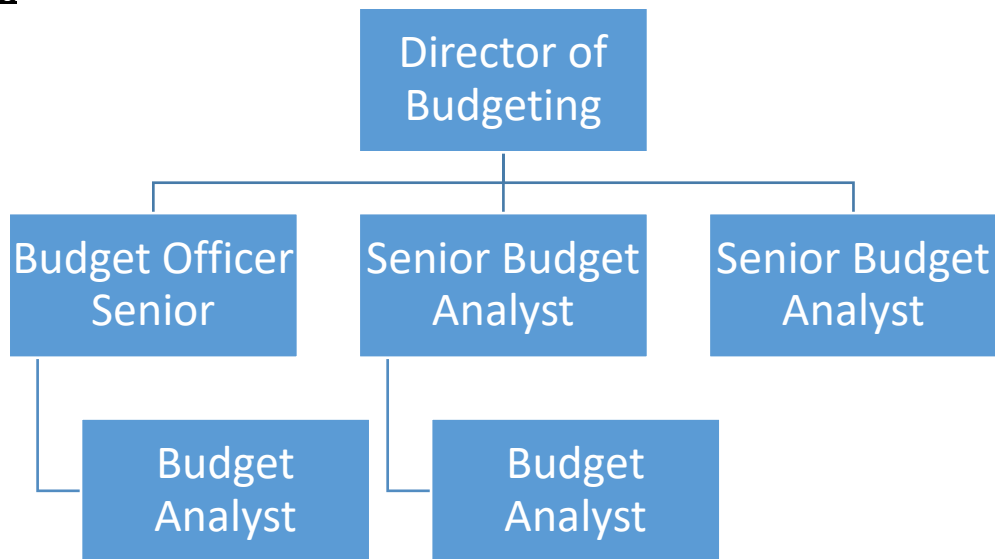 Director of
Budgeting
Budget Officer
Senior
Senior Budget
Analyst
Senior Budget
Analyst
Budget
Analyst
Budget
Analyst